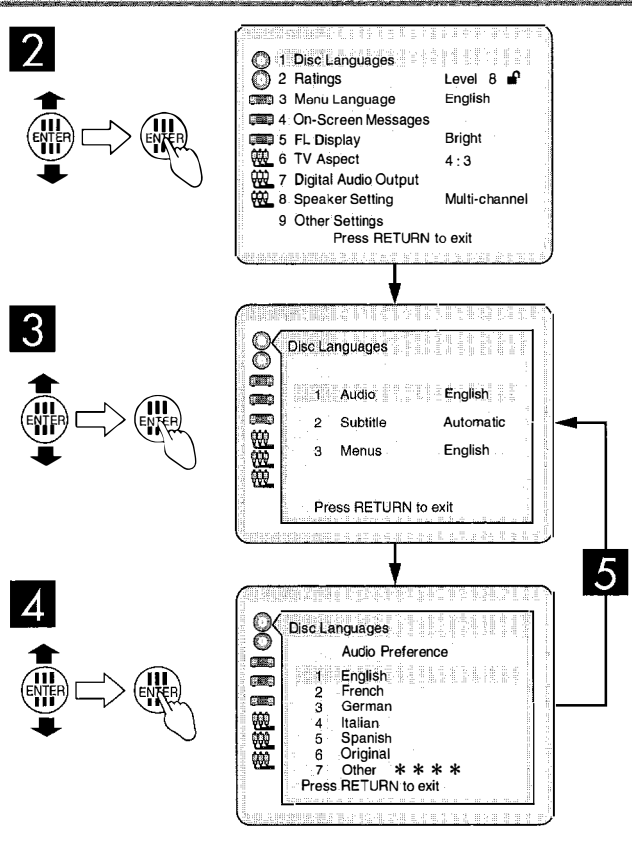 2
ENTER
ENTER
1 Disc Languages
2 Ratings Level 8
3 Menu Language English
4 On-Screen Messages
5 FL Display Bright
6 TV Aspect 4 : 3
7 Digital Audio Output
8 Speaker Setting Multi-channel
9 Other Settings
Press RETURN to exit
3
ENTER
ENTER
Disc Languages
1 Audio English
2 Subtitle Automatic
3 Menus English
Press RETURN to exit
5
4
ENTER
ENTER
Disc Languages
Audio Preference
1 English
2 French
3 German
4 Italian
5 Spanish
6 Original
7 Other ＊＊＊＊
Press RETURN to exit